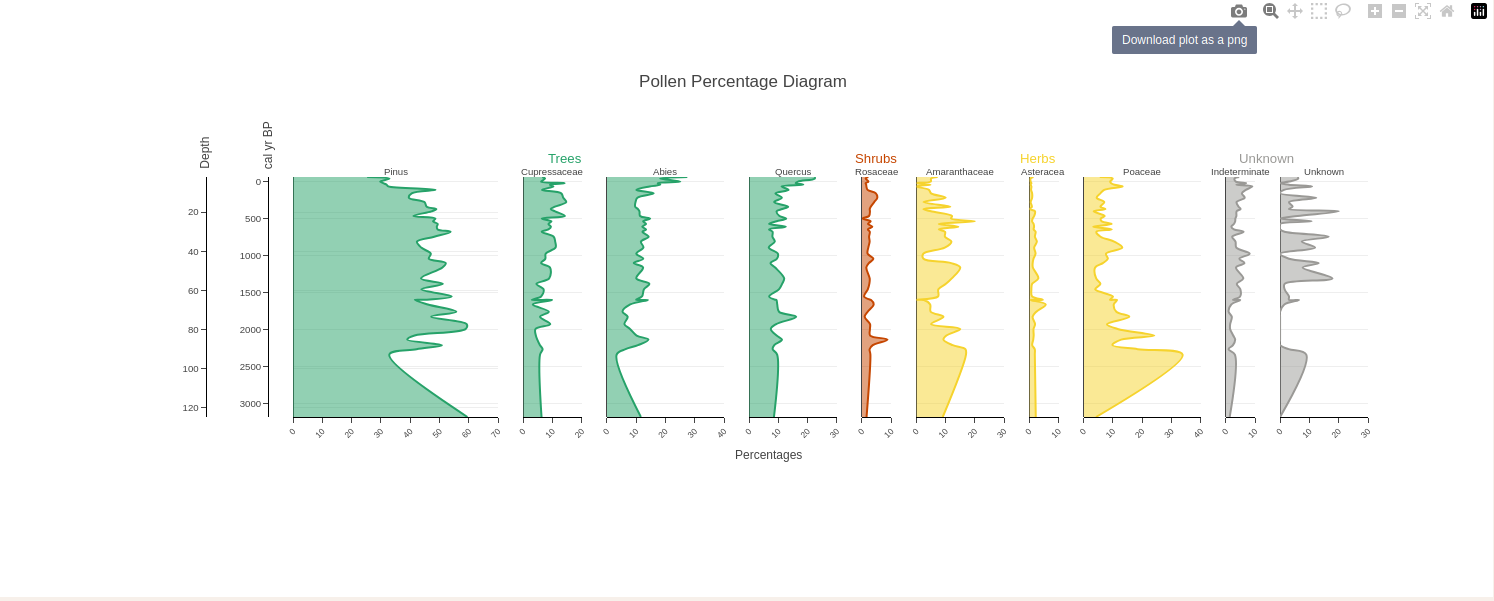 Download plot as a png
Pollen Percentage Diagram
Depth
cal yr BP
Trees
Shrubs
Herbs
Unknown
Pinus
Cupressaceae
Abies
Quercus
Rosaceae
Amaranthaceae
Asteracea
Poaceae
Indeterminate
Unknown
20
40
60
80
100
120
0
500
1000
1500
2000
2500
3000
0 10 20 30 40 50 60 70
0 10 20
0 10 20 30 40
0 10 20 30
0 10
0 10 20 30
0 10
0 10 20 30 40
0 10
0 10 20 30
Percentages